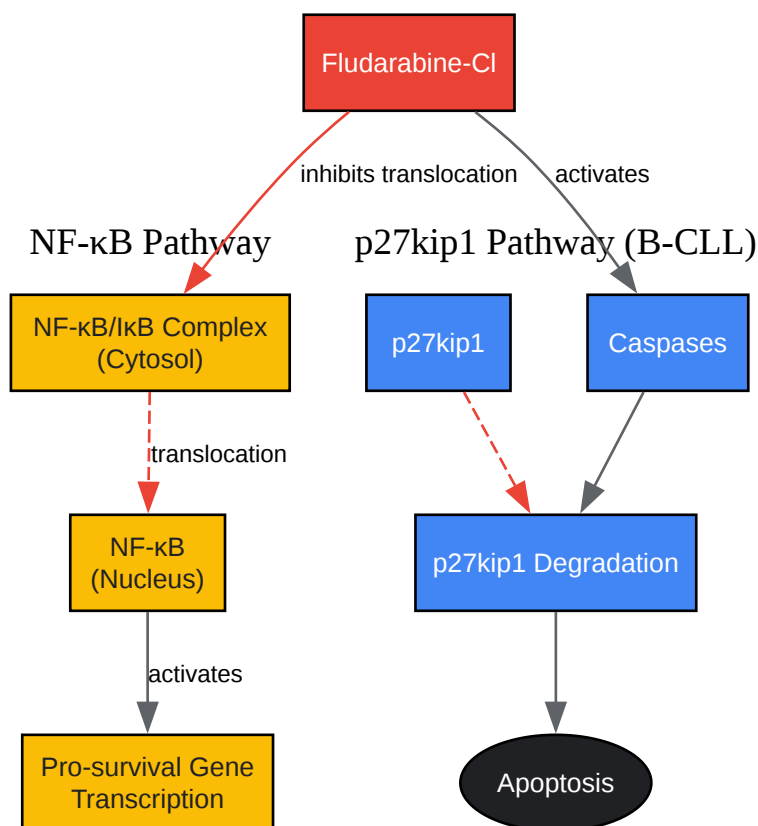 Fludarabine-Cl
inhibits translocation
activates
NF-κB Pathway
p27kip1 Pathway (B-CLL)
NF-κB/IκB Complex
(Cytosol)
p27kip1
Caspases
translocation
NF-κB
(Nucleus)
p27kip1 Degradation
activates
Pro-survival Gene
Transcription
Apoptosis